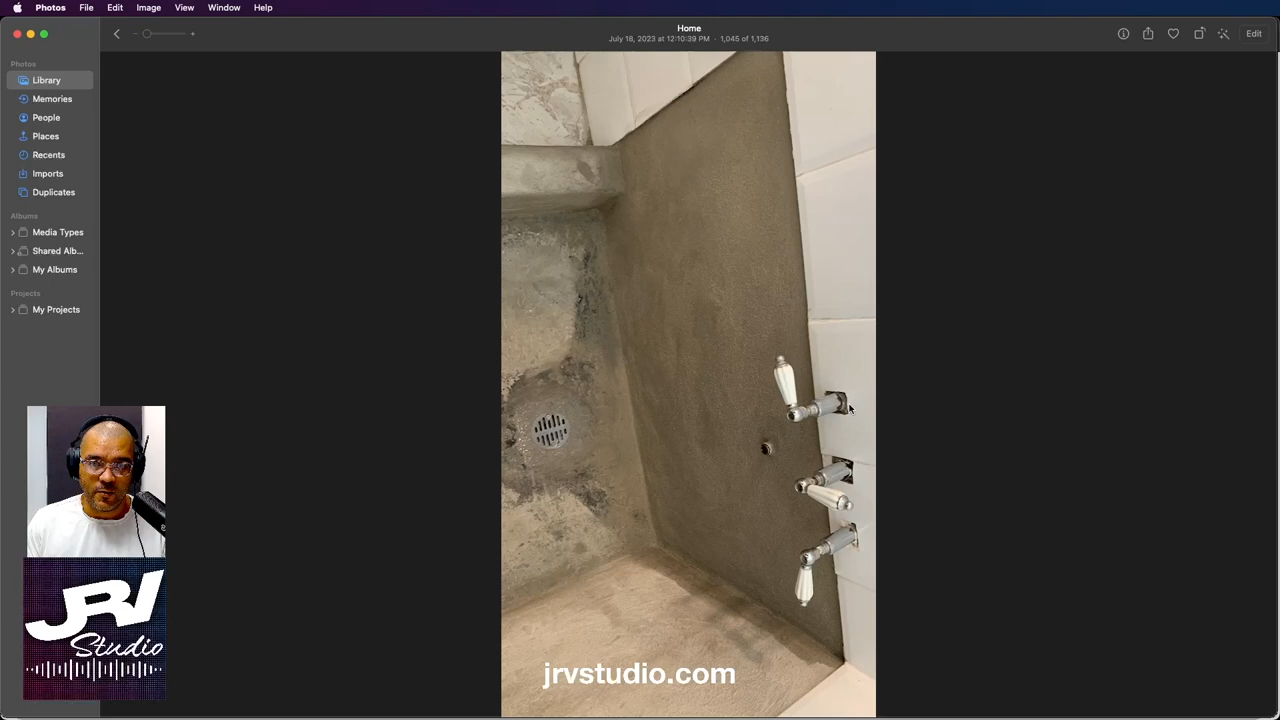 Photos File Edit Image View Window Help
Home
July 18, 2023 at 12:10:39 PM · 1,045 of 1,136
Edit
Photos
Library
Memories
People
Places
Recents
Imports
Duplicates
Albums
Media Types
Shared Alb...
My Albums
Projects
My Projects
JRV
Studio
jrvstudio.com